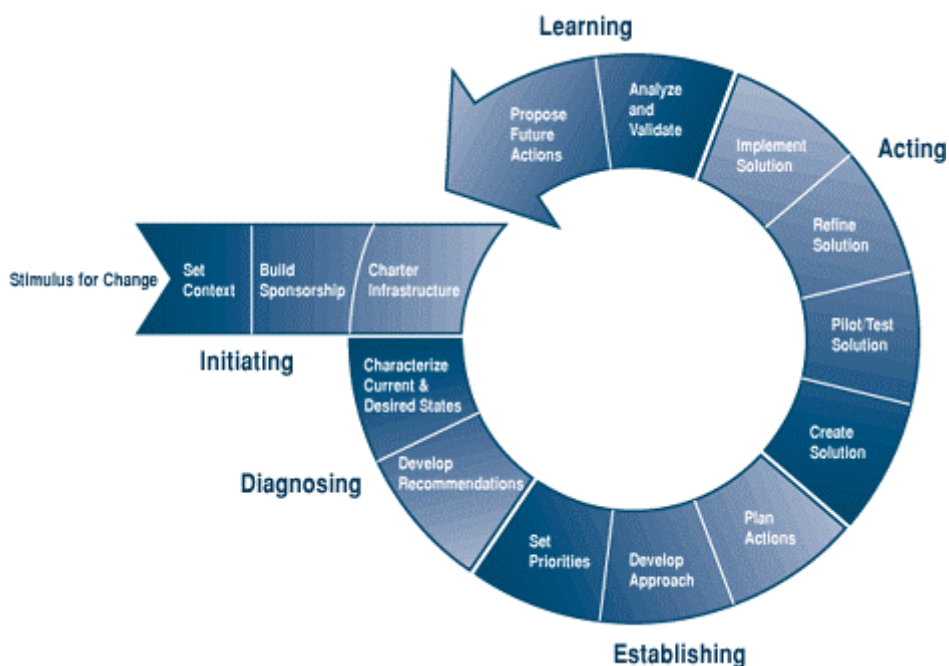 Learning
Propose
Future
Actions
Analyze
and
Validate
Implement
Solution
Acting
Refine
Solution
Stimulus for Change
Set
Context
Build
Sponsorship
Charter
Infrastructure
Pilot/Test
Solution
Initiating
Characterize
Current &
Desired States
Create
Solution
Diagnosing
Develop
Recommendations
Set
Priorities
Develop
Approach
Plan
Actions
Establishing